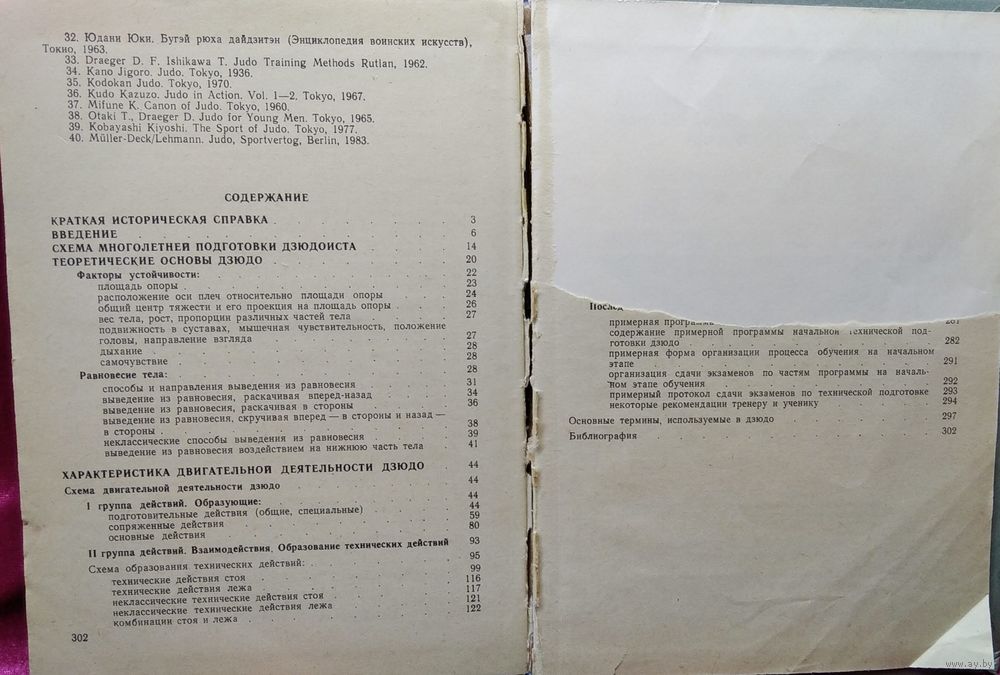 32. Юдани Юки. Бугэй рюха дайдзитэн (Энциклопедия воинских искусств),
Токио, 1963.
33. Draeger D. F. Ishikawa T. Judo Training Methods Rutlan, 1962.
34. Kano Jigoro. Judo. Tokyo, 1936.
35. Kodokan Judo. Tokyo, 1970.
36. Kudo Kazuzo. Judo in Action. Vol. 1—2. Tokyo, 1967.
37. Mifune K. Canon of Judo. Tokyo, 1960.
38. Otaki T., Draeger D. Judo for Young Men. Tokyo, 1965.
39. Kobayashi Kiyoshi. The Sport of Judo. Tokyo, 1977.
40. Müller-Deck/Lehmann. Judo, Sportvertog, Berlin, 1983.
СОДЕРЖАНИЕ
КРАТКАЯ ИСТОРИЧЕСКАЯ СПРАВКА 3
ВВЕДЕНИЕ 6
СХЕМА МНОГОЛЕТНЕЙ ПОДГОТОВКИ ДЗЮДОИСТА 14
ТЕОРЕТИЧЕСКИЕ ОСНОВЫ ДЗЮДО 20
Факторы устойчивости: 22
площадь опоры 23
расположение оси плеч относительно площади опоры 24
общий центр тяжести и его проекция на площадь опоры 26
вес тела, рост, пропорции различных частей тела 27
подвижность в суставах, мышечная чувствительность, положение
головы, направление взгляда 27
дыхание 28
самочувствие 28
Равновесие тела: 28
способы и направления выведения из равновесия 31
выведение из равновесия, раскачивая вперед-назад 34
выведение из равновесия, раскачивая в стороны 36
выведение из равновесия, скручивая вперед — в стороны и назад —
в стороны 38
неклассические способы выведения из равновесия 39
выведение из равновесия воздействием на нижнюю часть тела 41
ХАРАКТЕРИСТИКА ДВИГАТЕЛЬНОЙ ДЕЯТЕЛЬНОСТИ ДЗЮДО 44
Схема двигательной деятельности дзюдо 44
I группа действий. Образующие: 44
подготовительные действия (общие, специальные) 44
сопряженные действия 59
основные действия 80
II группа действий. Взаимодействия. Образование технических действий 93
Схема образования технических действий: 95
технические действия стоя 99
технические действия лежа 116
неклассические технические действия стоя 117
неклассические технические действия лежа 121
комбинации стоя и лежа 122
302
примерная программа 281
содержание примерной программы начальной технической под-
готовки дзюдо 282
примерная форма организации процесса обучения на начальном
этапе 291
организация сдачи экзаменов по частям программы на началь-
ном этапе обучения 292
примерный протокол сдачи экзаменов по технической подготовке 293
некоторые рекомендации тренеру и ученику 294
Основные термины, используемые в дзюдо 297
Библиография 302
www.ay.by